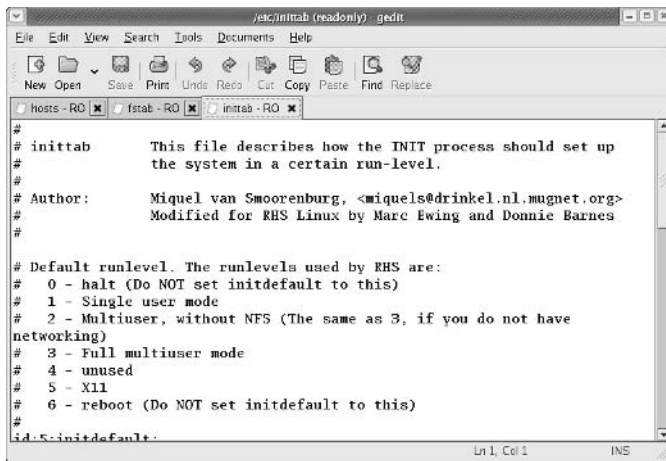 /etc/inittab (readonly) - gedit
File Edit View Search Tools Documents Help
New Open Save Print Undo Redo Cut Copy Paste Find Replace
hosts - RO fstab - RO inittab - RO
#
# inittab This file describes how the INIT process should set up
# the system in a certain run-level.
#
# Author: Miquel van Smoorenburg, <miquels@drinkel.nl.mugnet.org>
# Modified for RHS Linux by Marc Ewing and Donnie Barnes
#
# Default runlevel. The runlevels used by RHS are:
# 0 - halt (Do NOT set initdefault to this)
# 1 - Single user mode
# 2 - Multiuser, without NFS (The same as 3, if you do not have
networking)
# 3 - Full multiuser mode
# 4 - unused
# 5 - X11
# 6 - reboot (Do NOT set initdefault to this)
#
id:5:initdefault:
Ln 1, Col 1 INS